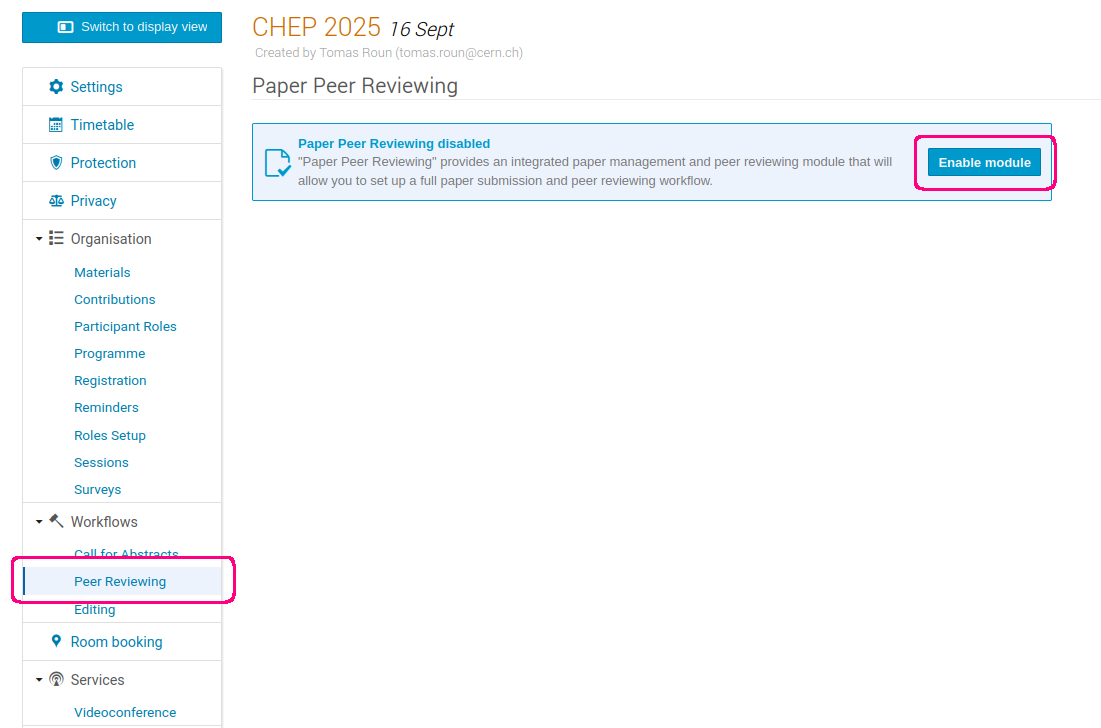 Switch to display view
CHEP 2025 16 Sept
Created by Tomas Roun (tomas.roun@cern.ch)
Paper Peer Reviewing
Paper Peer Reviewing disabled
"Paper Peer Reviewing" provides an integrated paper management and peer reviewing module that will
allow you to set up a full paper submission and peer reviewing workflow.
Enable module
Settings
Timetable
Protection
Privacy
Organisation
Materials
Contributions
Participant Roles
Programme
Registration
Reminders
Roles Setup
Sessions
Surveys
Workflows
Call for Abstracts
Peer Reviewing
Editing
Room booking
Services
Videoconference